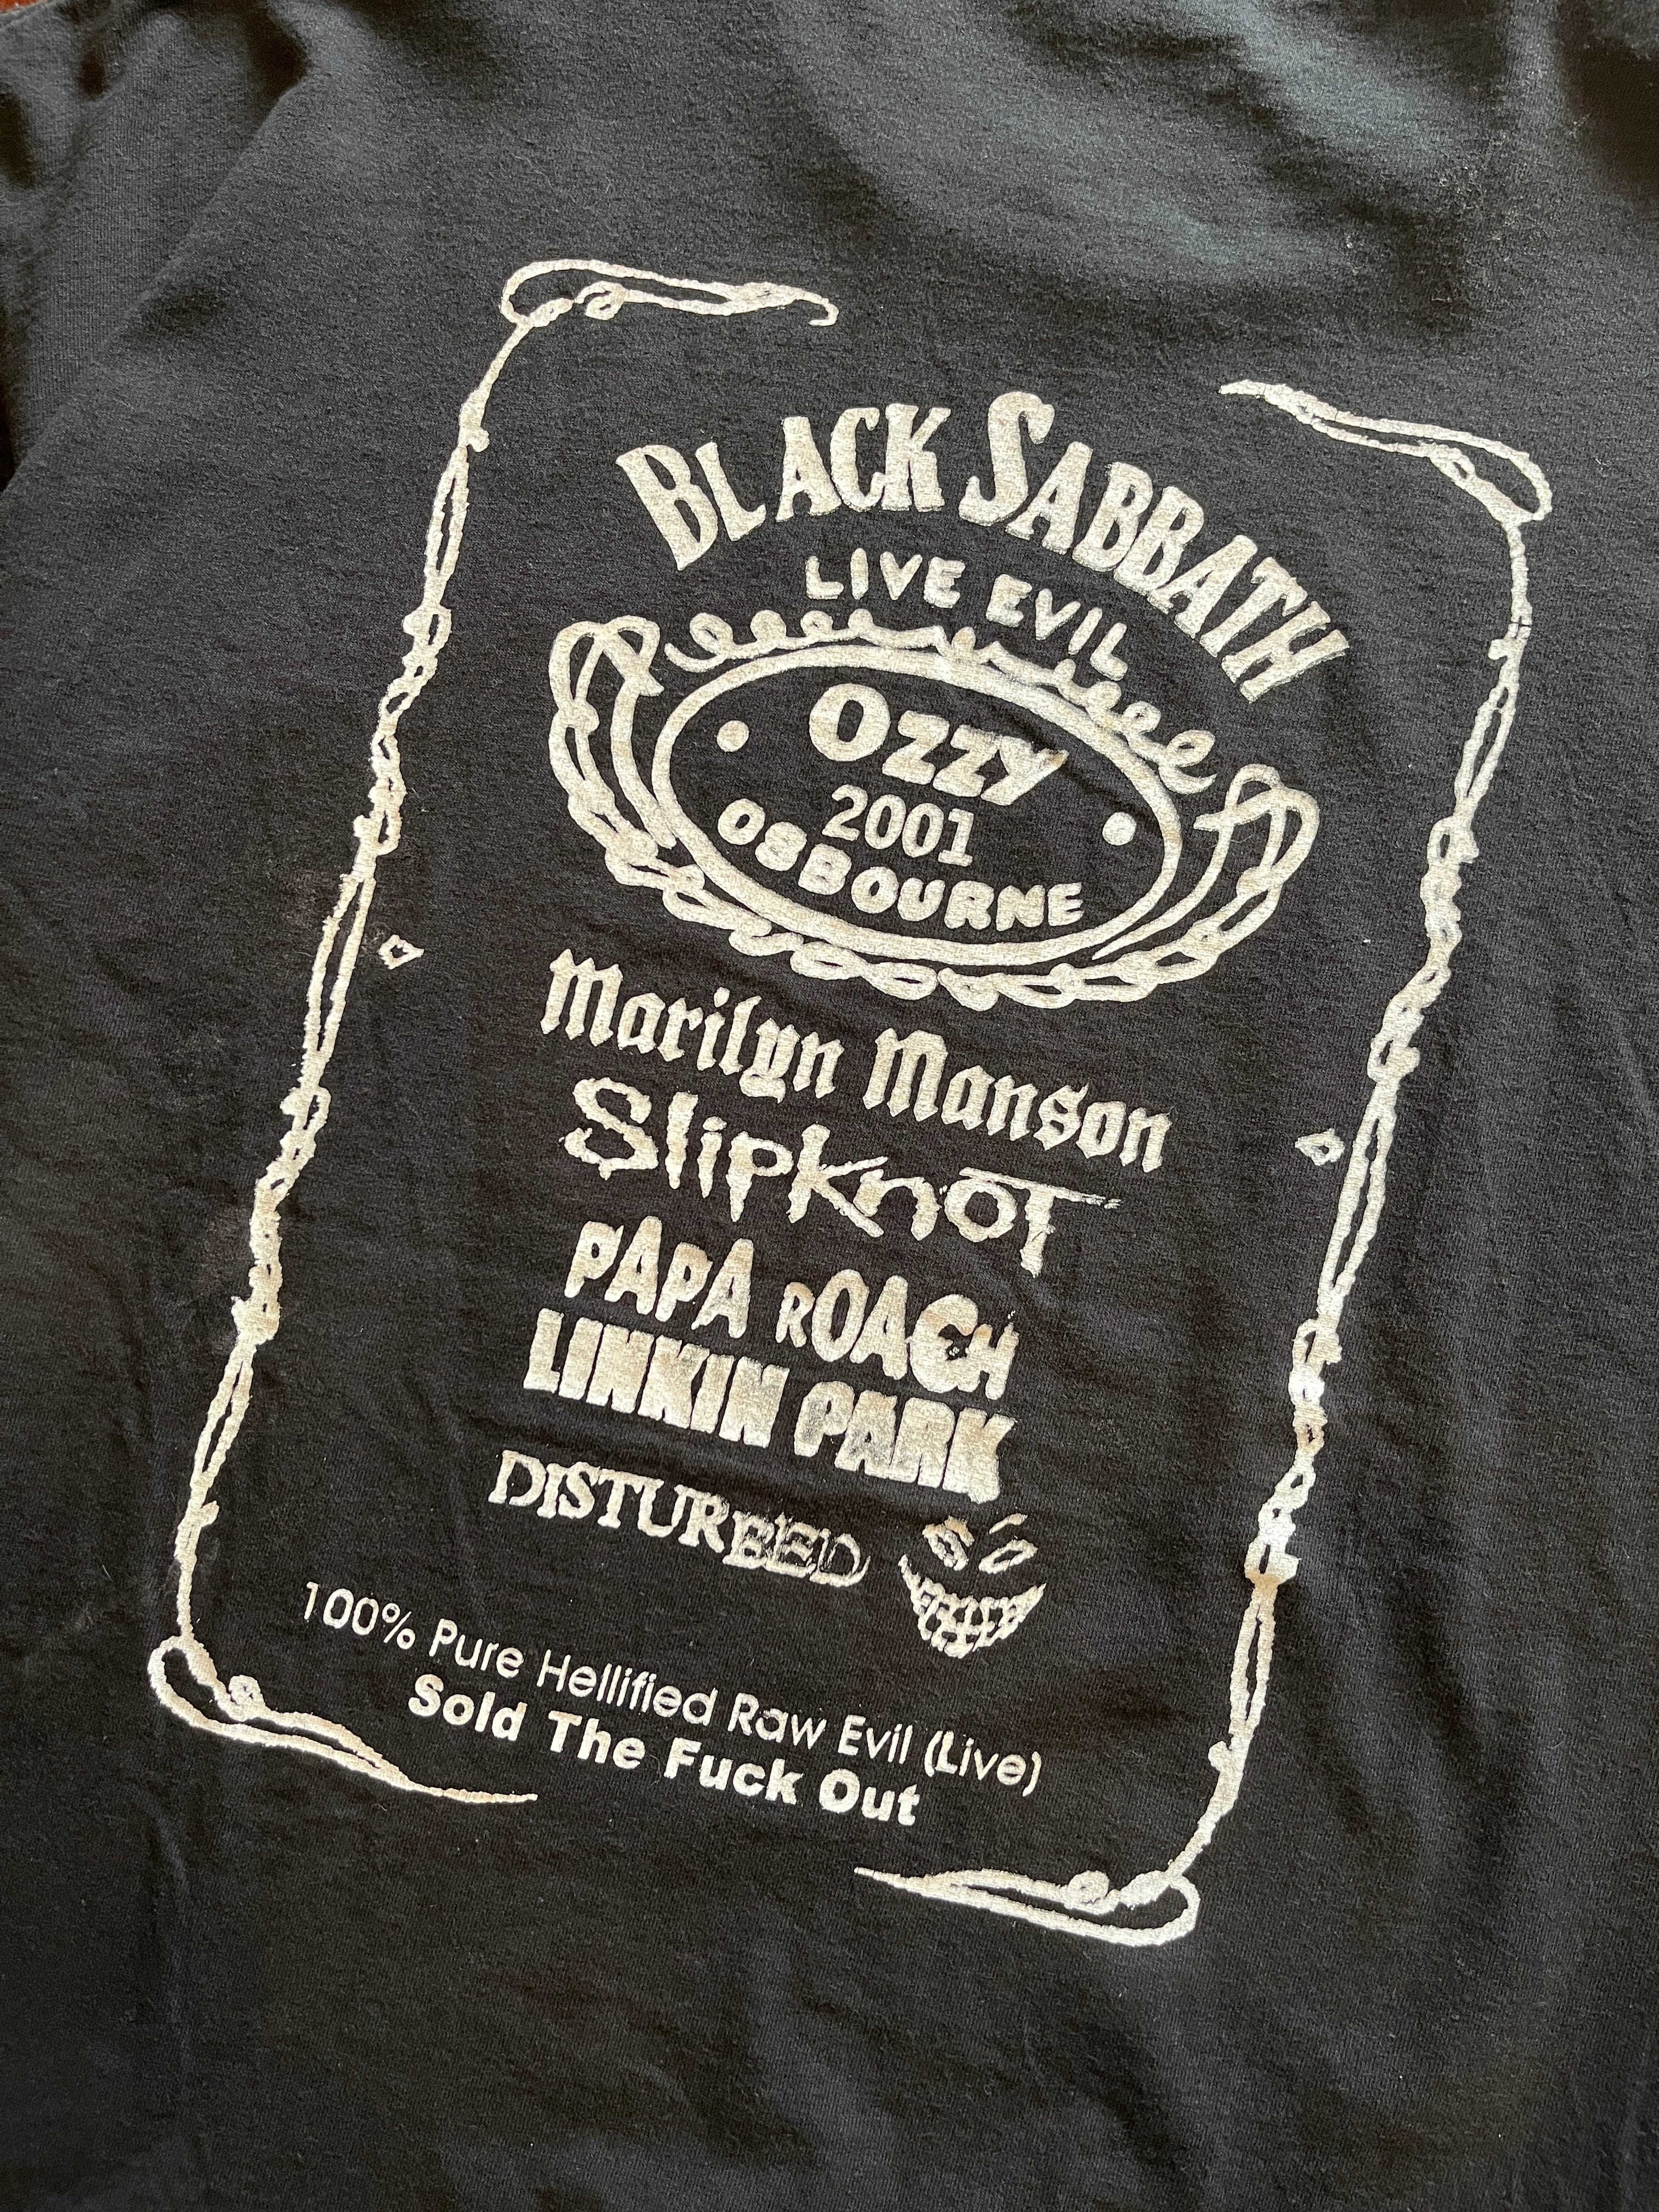 BLACK SABBATH
LIVE EVIL
OZZY
2001
OSBOURNE
Marilyn Manson
SlipknoT
PAPA ROACH
LINKIN PARK
DISTURBED
100% Pure Hellified Raw Evil (Live)
Sold The Fuck Out